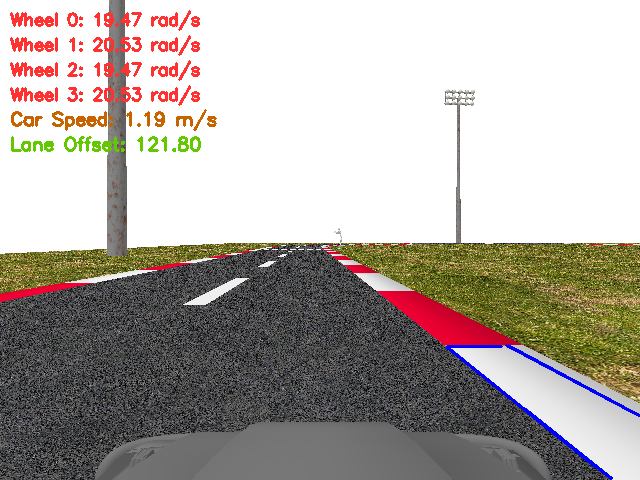 Wheel 0: 19.47 rad/s
Wheel 1: 20.53 rad/s
Wheel 2: 19.47 rad/s
Wheel 3: 20.53 rad/s
Car Speed: 1.19 m/s
Lane Offset: 121.80